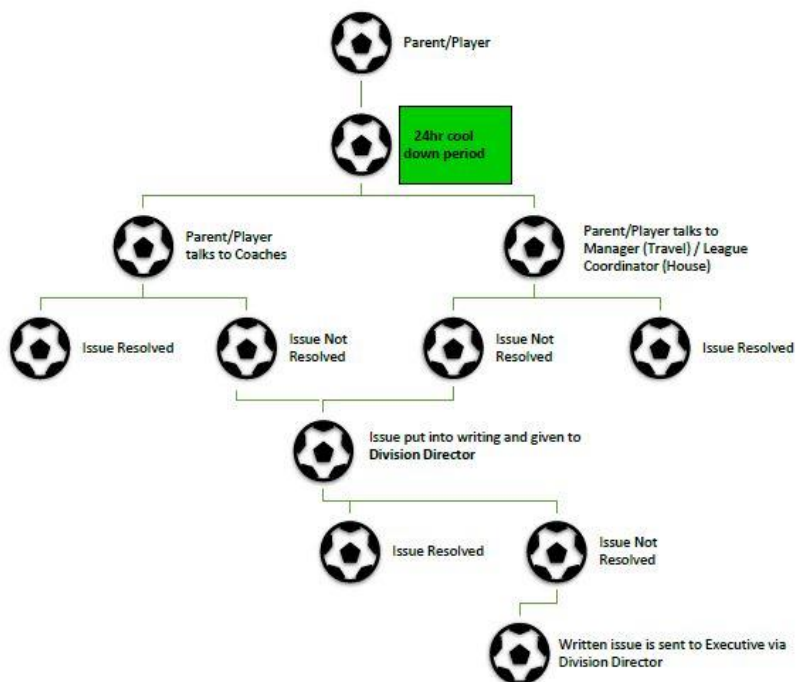 Parent/Player
24hr cool
down period
Parent/Player
talks to Coaches
Parent/Player talks to
Manager (Travel) / League
Coordinator (House)
Issue Resolved
Issue Not
Resolved
Issue Not
Resolved
Issue Resolved
Issue put into writing and given to
Division Director
Issue Resolved
Issue Not
Resolved
Written issue is sent to Executive via
Division Director